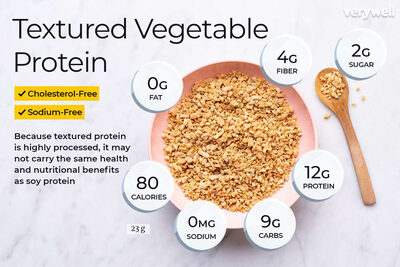 verywell
Textured Vegetable
Protein
✓ Cholesterol-Free
✓ Sodium-Free
Because textured protein
is highly processed, it may
not carry the same health
and nutritional benefits
as soy protein
0G
FAT
4G
FIBER
2G
SUGAR
12G
PROTEIN
9G
CARBS
0MG
SODIUM
80
CALORIES
23 g